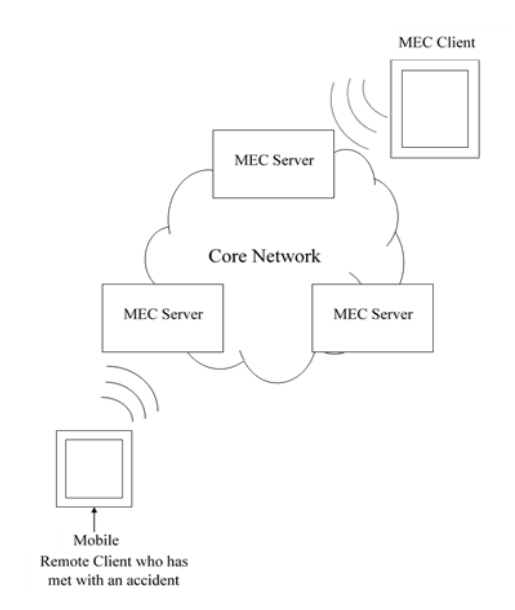 MEC Client
MEC Server
Core Network
MEC Server
MEC Server
Mobile
Remote Client who has
met with an accident